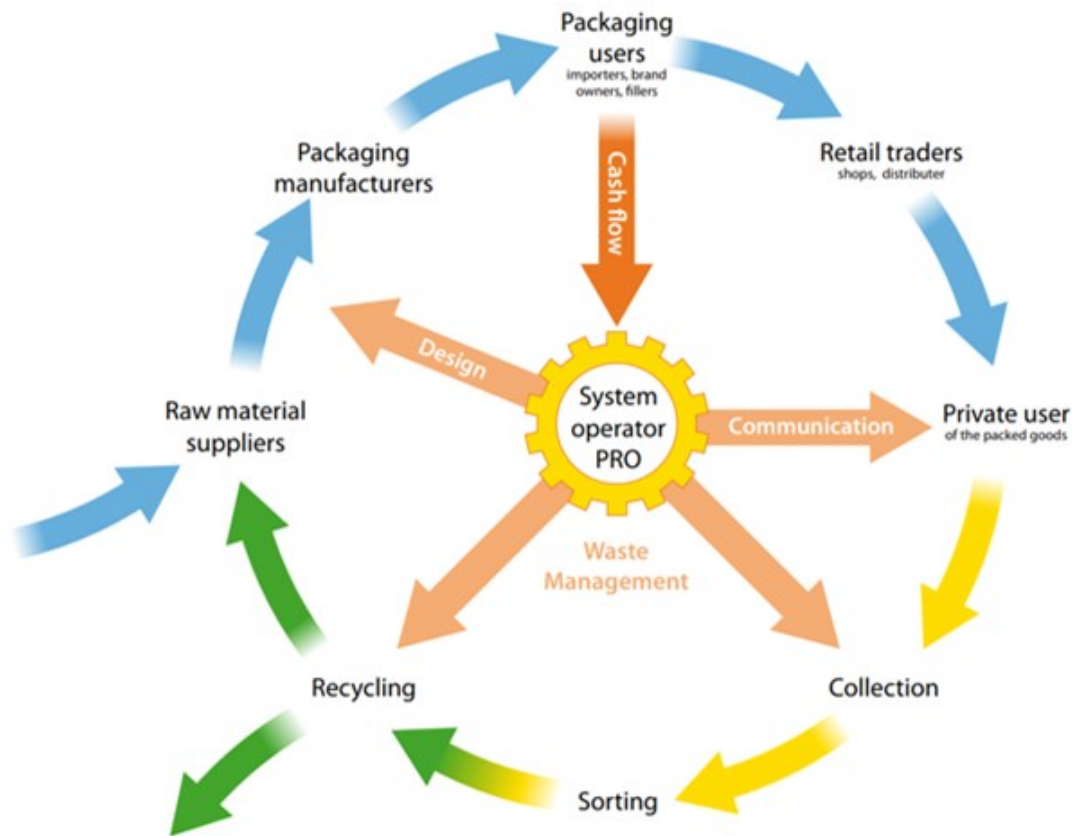 Packaging
users
importers, brand
owners, fillers
Packaging
manufacturers
Cash flow
Retail traders
shops, distributer
Design
Raw material
suppliers
System
operator
PRO
Communication
Private user
of the packed goods
Waste
Management
Recycling
Collection
Sorting